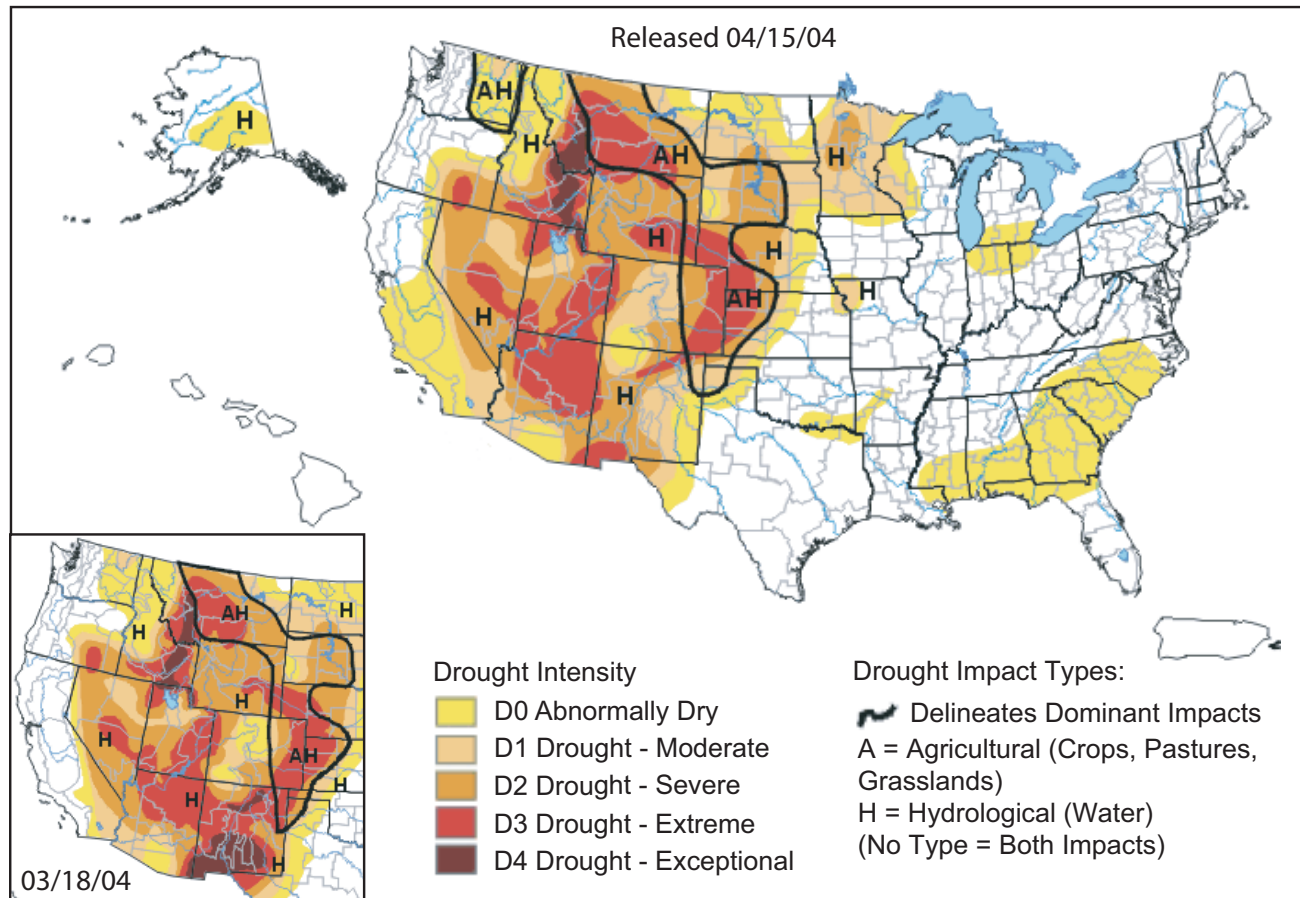 Released 04/15/04
AH
H
H
H
AH
H
H
AH
H
H
H
AH
H
H
H
H
AH
H
H
H
03/18/04
Drought Intensity
D0 Abnormally Dry
D1 Drought - Moderate
D2 Drought - Severe
D3 Drought - Extreme
D4 Drought - Exceptional
Drought Impact Types:
Delineates Dominant Impacts
A = Agricultural (Crops, Pastures,
Grasslands)
H = Hydrological (Water)
(No Type = Both Impacts)